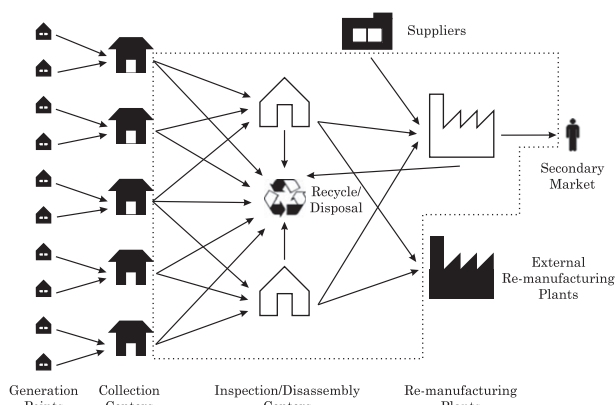 Suppliers
Secondary
Market
Recycle/
Disposal
External
Re-manufacturing
Plants
Generation
Collection
Inspection/Disassembly
Re-manufacturing